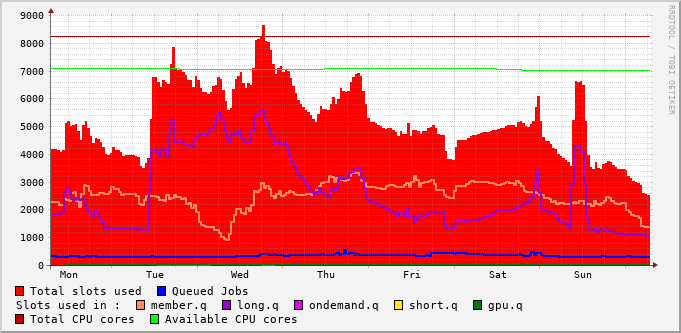 9000
8000
7000
6000
5000
4000
3000
2000
1000
0
Mon Tue Wed Thu Fri Sat Sun
RRDTOOL / TOBI OETIKER
Total slots used Queued Jobs
Slots used in : member.q long.q ondemand.q short.q gpu.q
Total CPU cores Available CPU cores